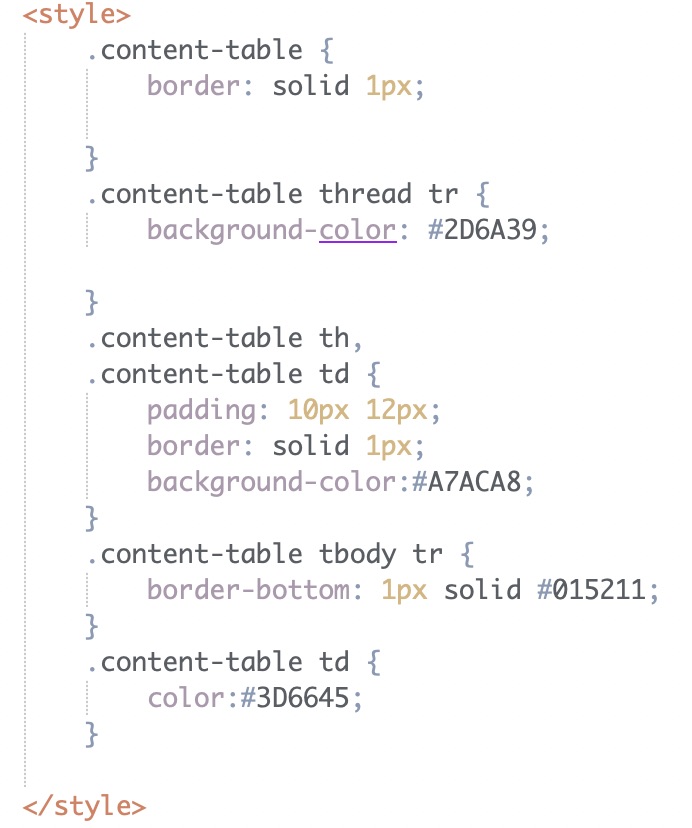 <style>
.content-table {
border: solid 1px;
}
.content-table thread tr {
background-color: #2D6A39;
}
.content-table th,
.content-table td {
padding: 10px 12px;
border: solid 1px;
background-color:#A7ACA8;
}
.content-table tbody tr {
border-bottom: 1px solid #015211;
}
.content-table td {
color:#3D6645;
}
</style>